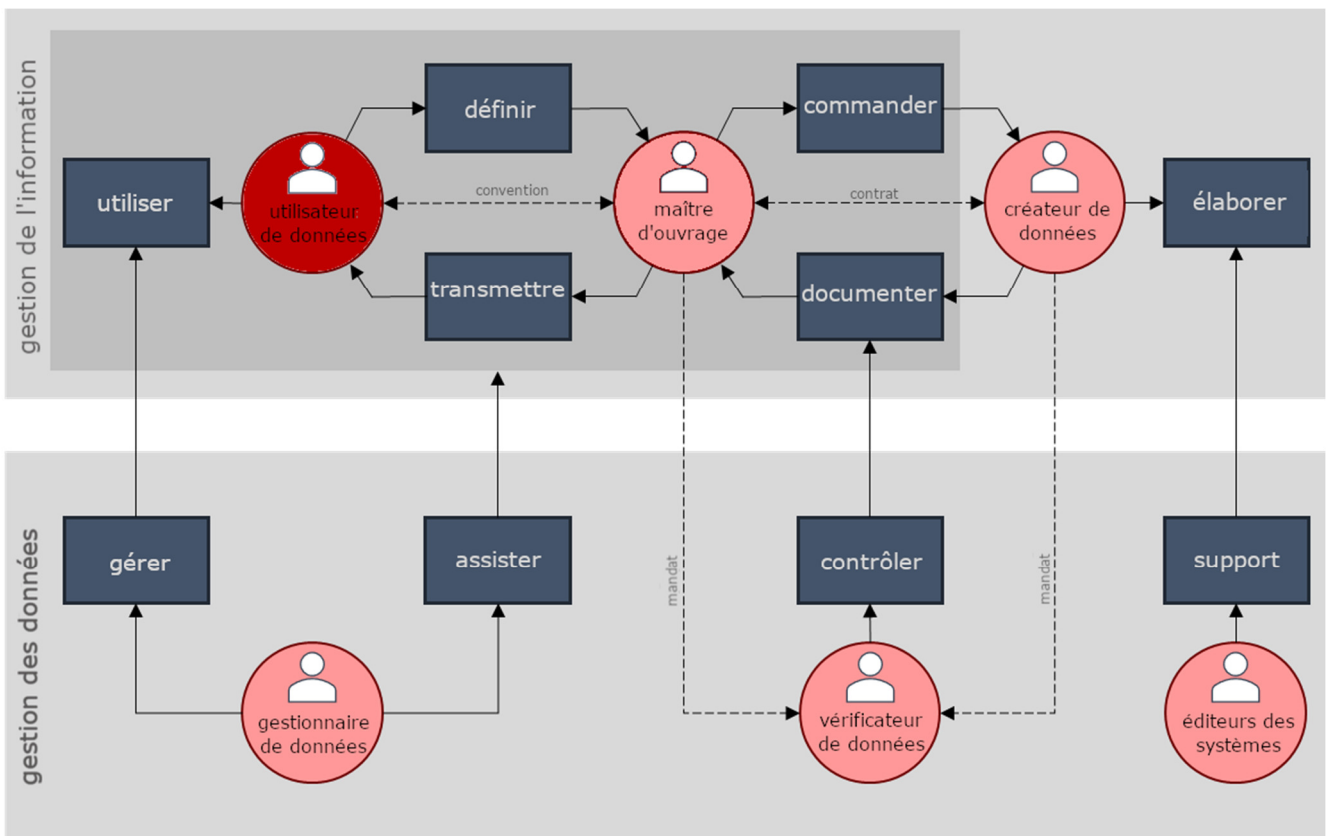 gestion de l'information
définir
commander
utiliser
utilisateur
de données
convention
maître
d'ouvrage
contrat
créateur de
données
élaborer
transmettre
documenter
gestion des données
gérer
assister
mandat
contrôler
mandat
support
gestionnaire
de données
vérificateur
de données
éditeurs des
systèmes